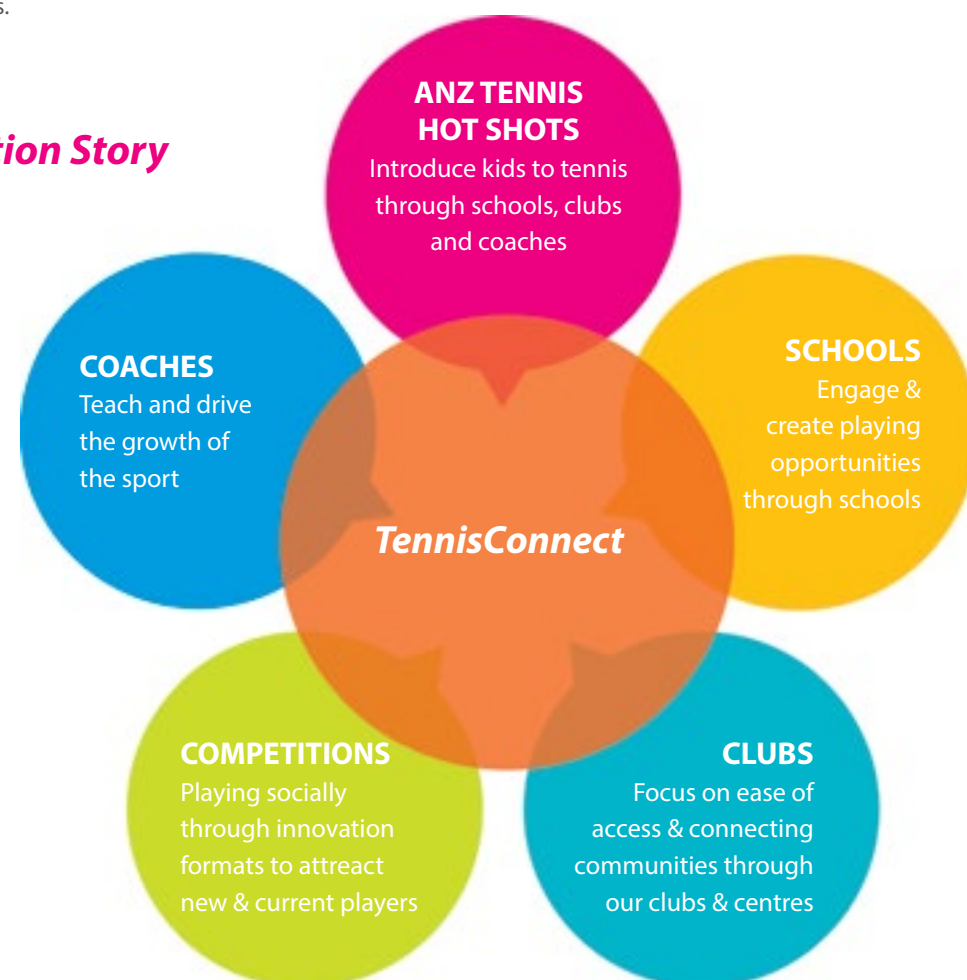 s.
tion Story
ANZ TENNIS
HOT SHOTS
Introduce kids to tennis
through schools, clubs
and coaches
COACHES
Teach and drive
the growth of
the sport
SCHOOLS
Engage &
create playing
opportunities
through schools
TennisConnect
COMPETITIONS
Playing socially
through innovation
formats to attreact
new & current players
CLUBS
Focus on ease of
access & connecting
communities through
our clubs & centres